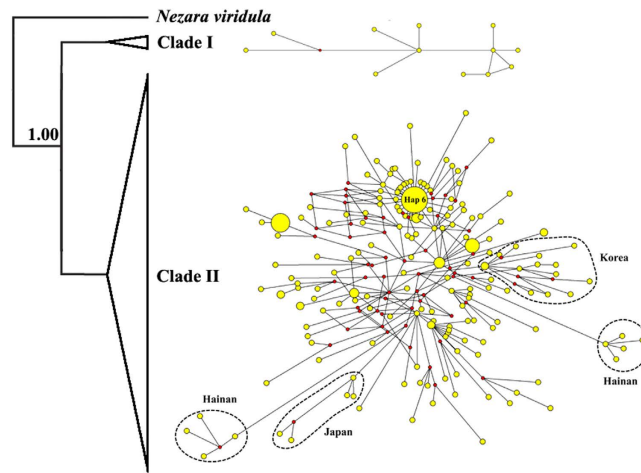 Nezara viridula
Clade I
1.00
Hap 6
Korea
Clade II
Hainan
Hainan
Japan